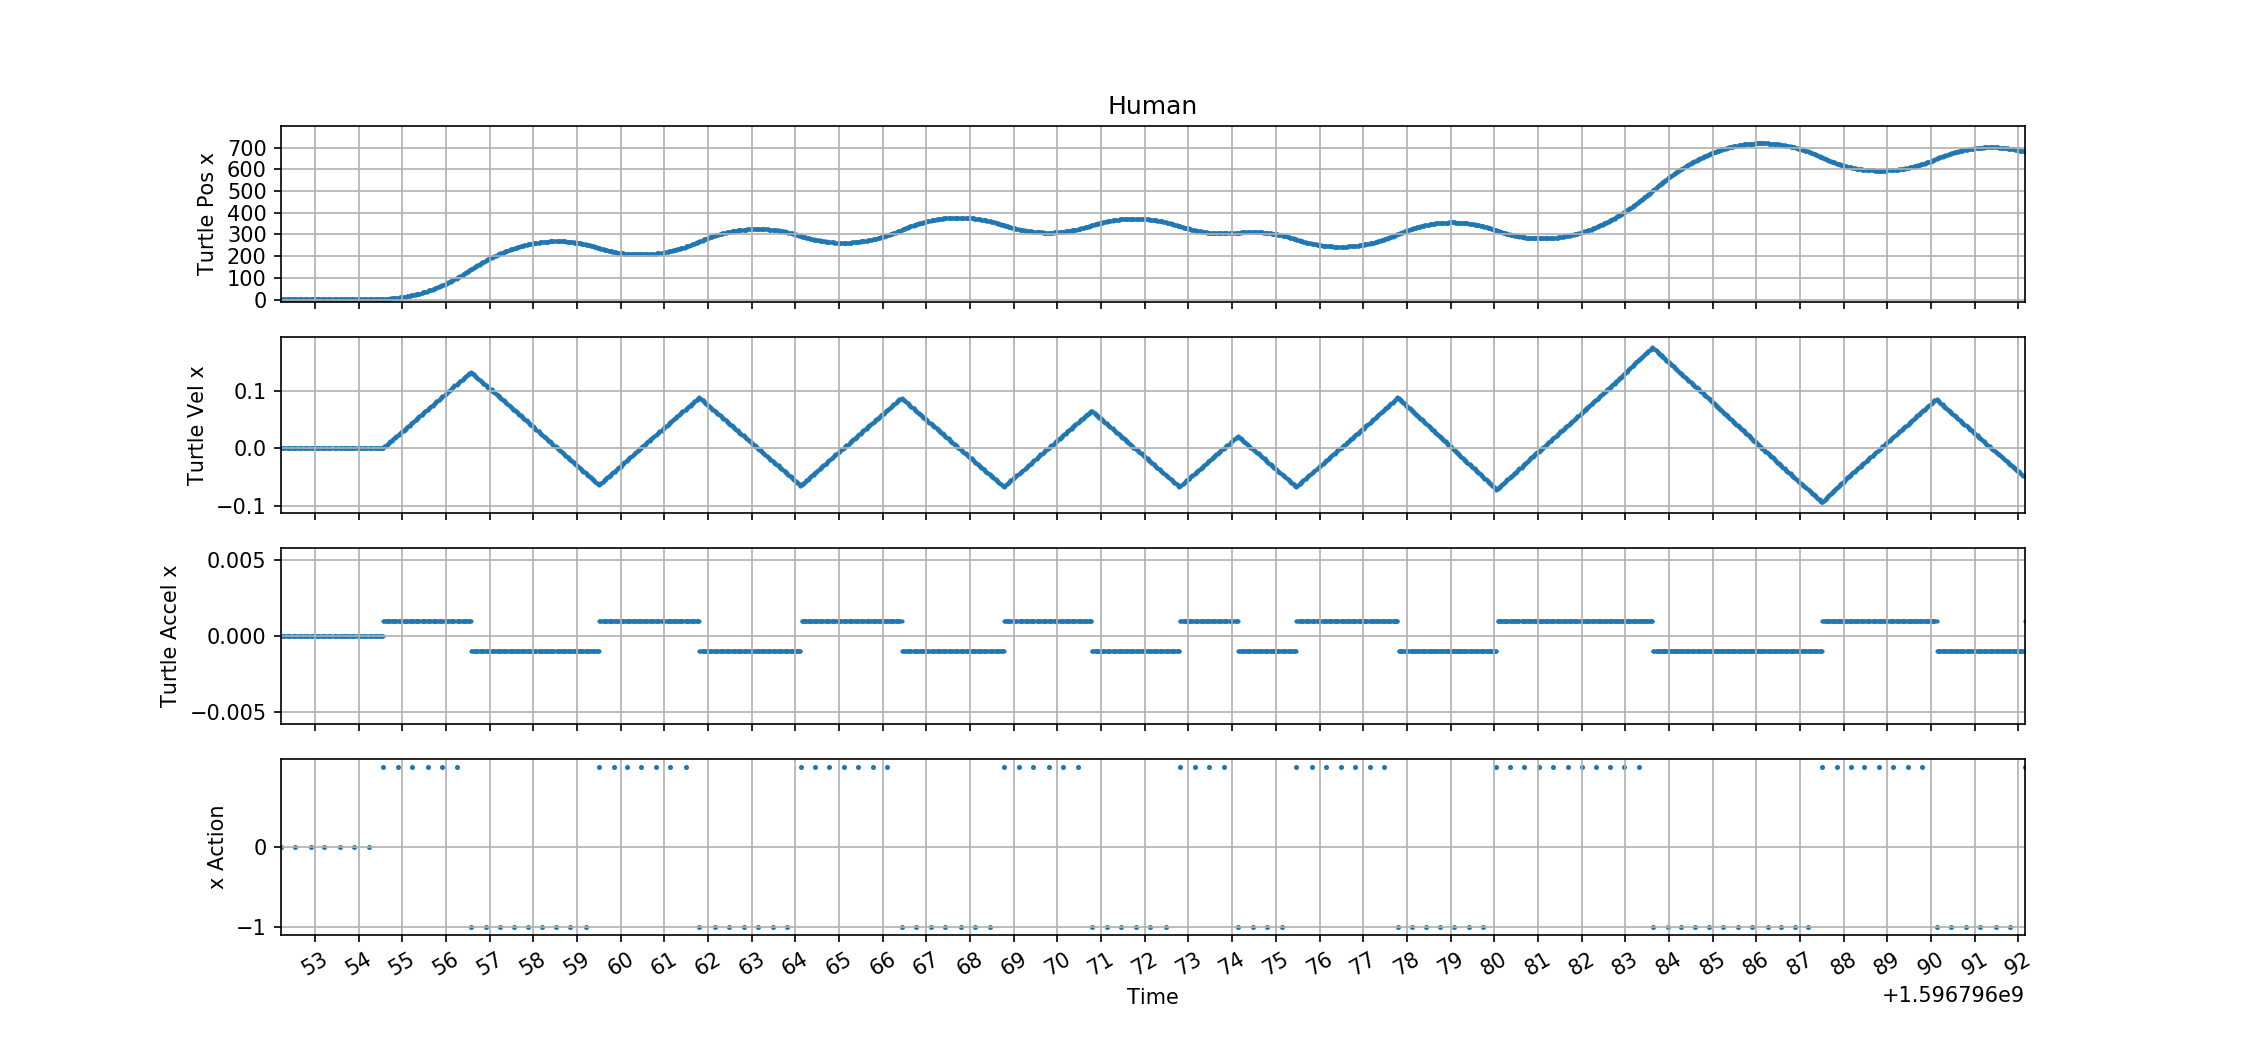 Human
Turtle Pos x
700
600
500
400
300
200
100
0
Turtle Vel x
0.1
0.0
−0.1
Turtle Accel x
0.005
0.000
−0.005
x Action
0
−1
53 54 55 56 57 58 59 60 61 62 63 64 65 66 67 68 69 70 71 72 73 74 75 76 77 78 79 80 81 82 83 84 85 86 87 88 89 90 91 92
Time
+1.596796e9